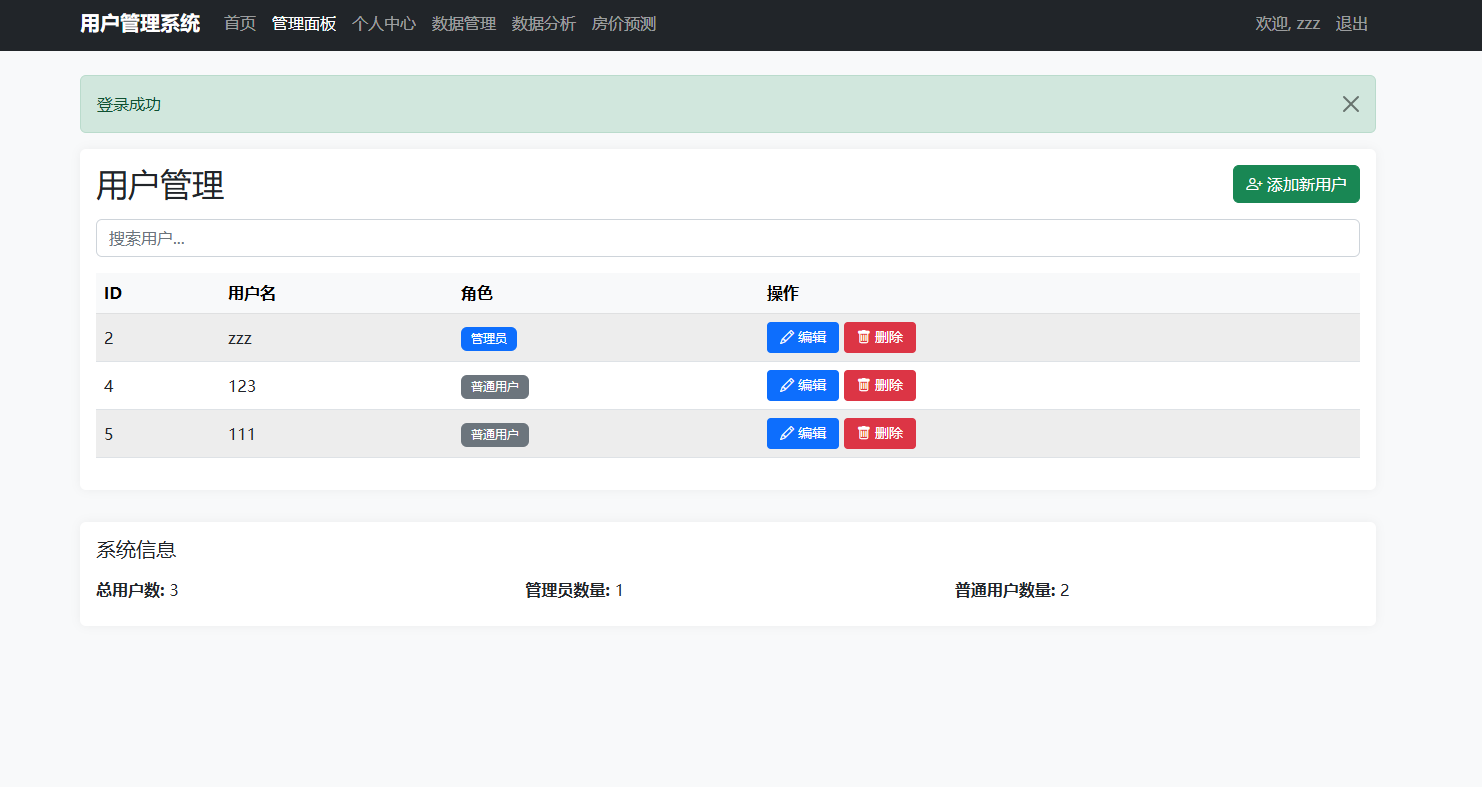 用户管理系统 首页 管理面板 个人中心 数据管理 数据分析 房价预测 欢迎, zzz 退出
登录成功
用户管理 添加新用户
搜索用户...
ID 用户名 角色 操作
2 zzz 管理员 编辑 删除
4 123 普通用户 编辑 删除
5 111 普通用户 编辑 删除
系统信息
总用户数: 3 管理员数量: 1 普通用户数量: 2